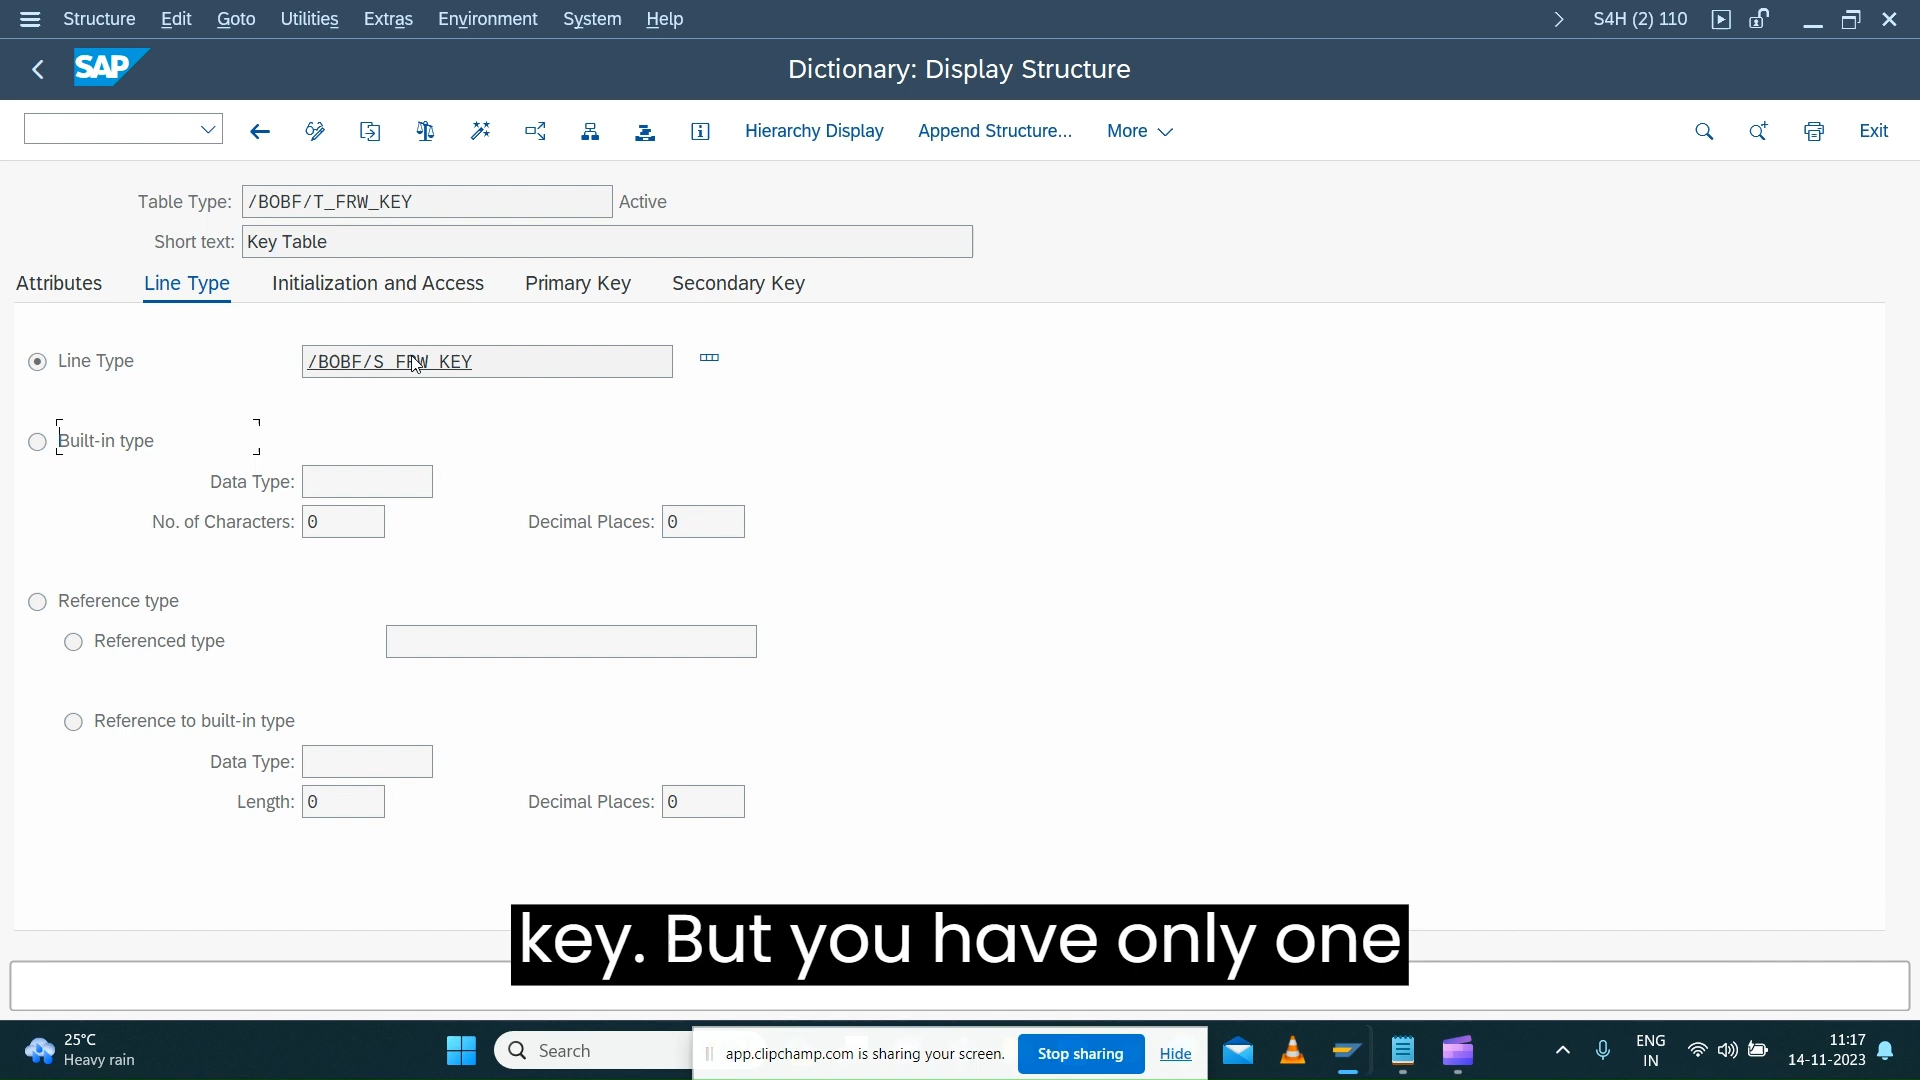 Structure Edit Goto Utilities Extras Environment System Help S4H (2) 110
SAP Dictionary: Display Structure
Hierarchy Display Append Structure... More Exit
Table Type: /BOBF/T_FRW_KEY Active
Short text: Key Table
Attributes Line Type Initialization and Access Primary Key Secondary Key
Line Type /BOBF/S_FRW_KEY
Built-in type
Data Type:
No. of Characters: 0 Decimal Places: 0
Reference type
Referenced type
Reference to built-in type
Data Type:
Length: 0 Decimal Places: 0
key. But you have only one
25°C
Heavy rain
Search
app.clipchamp.com is sharing your screen. Stop sharing Hide
ENG
IN
11:17
14-11-2023